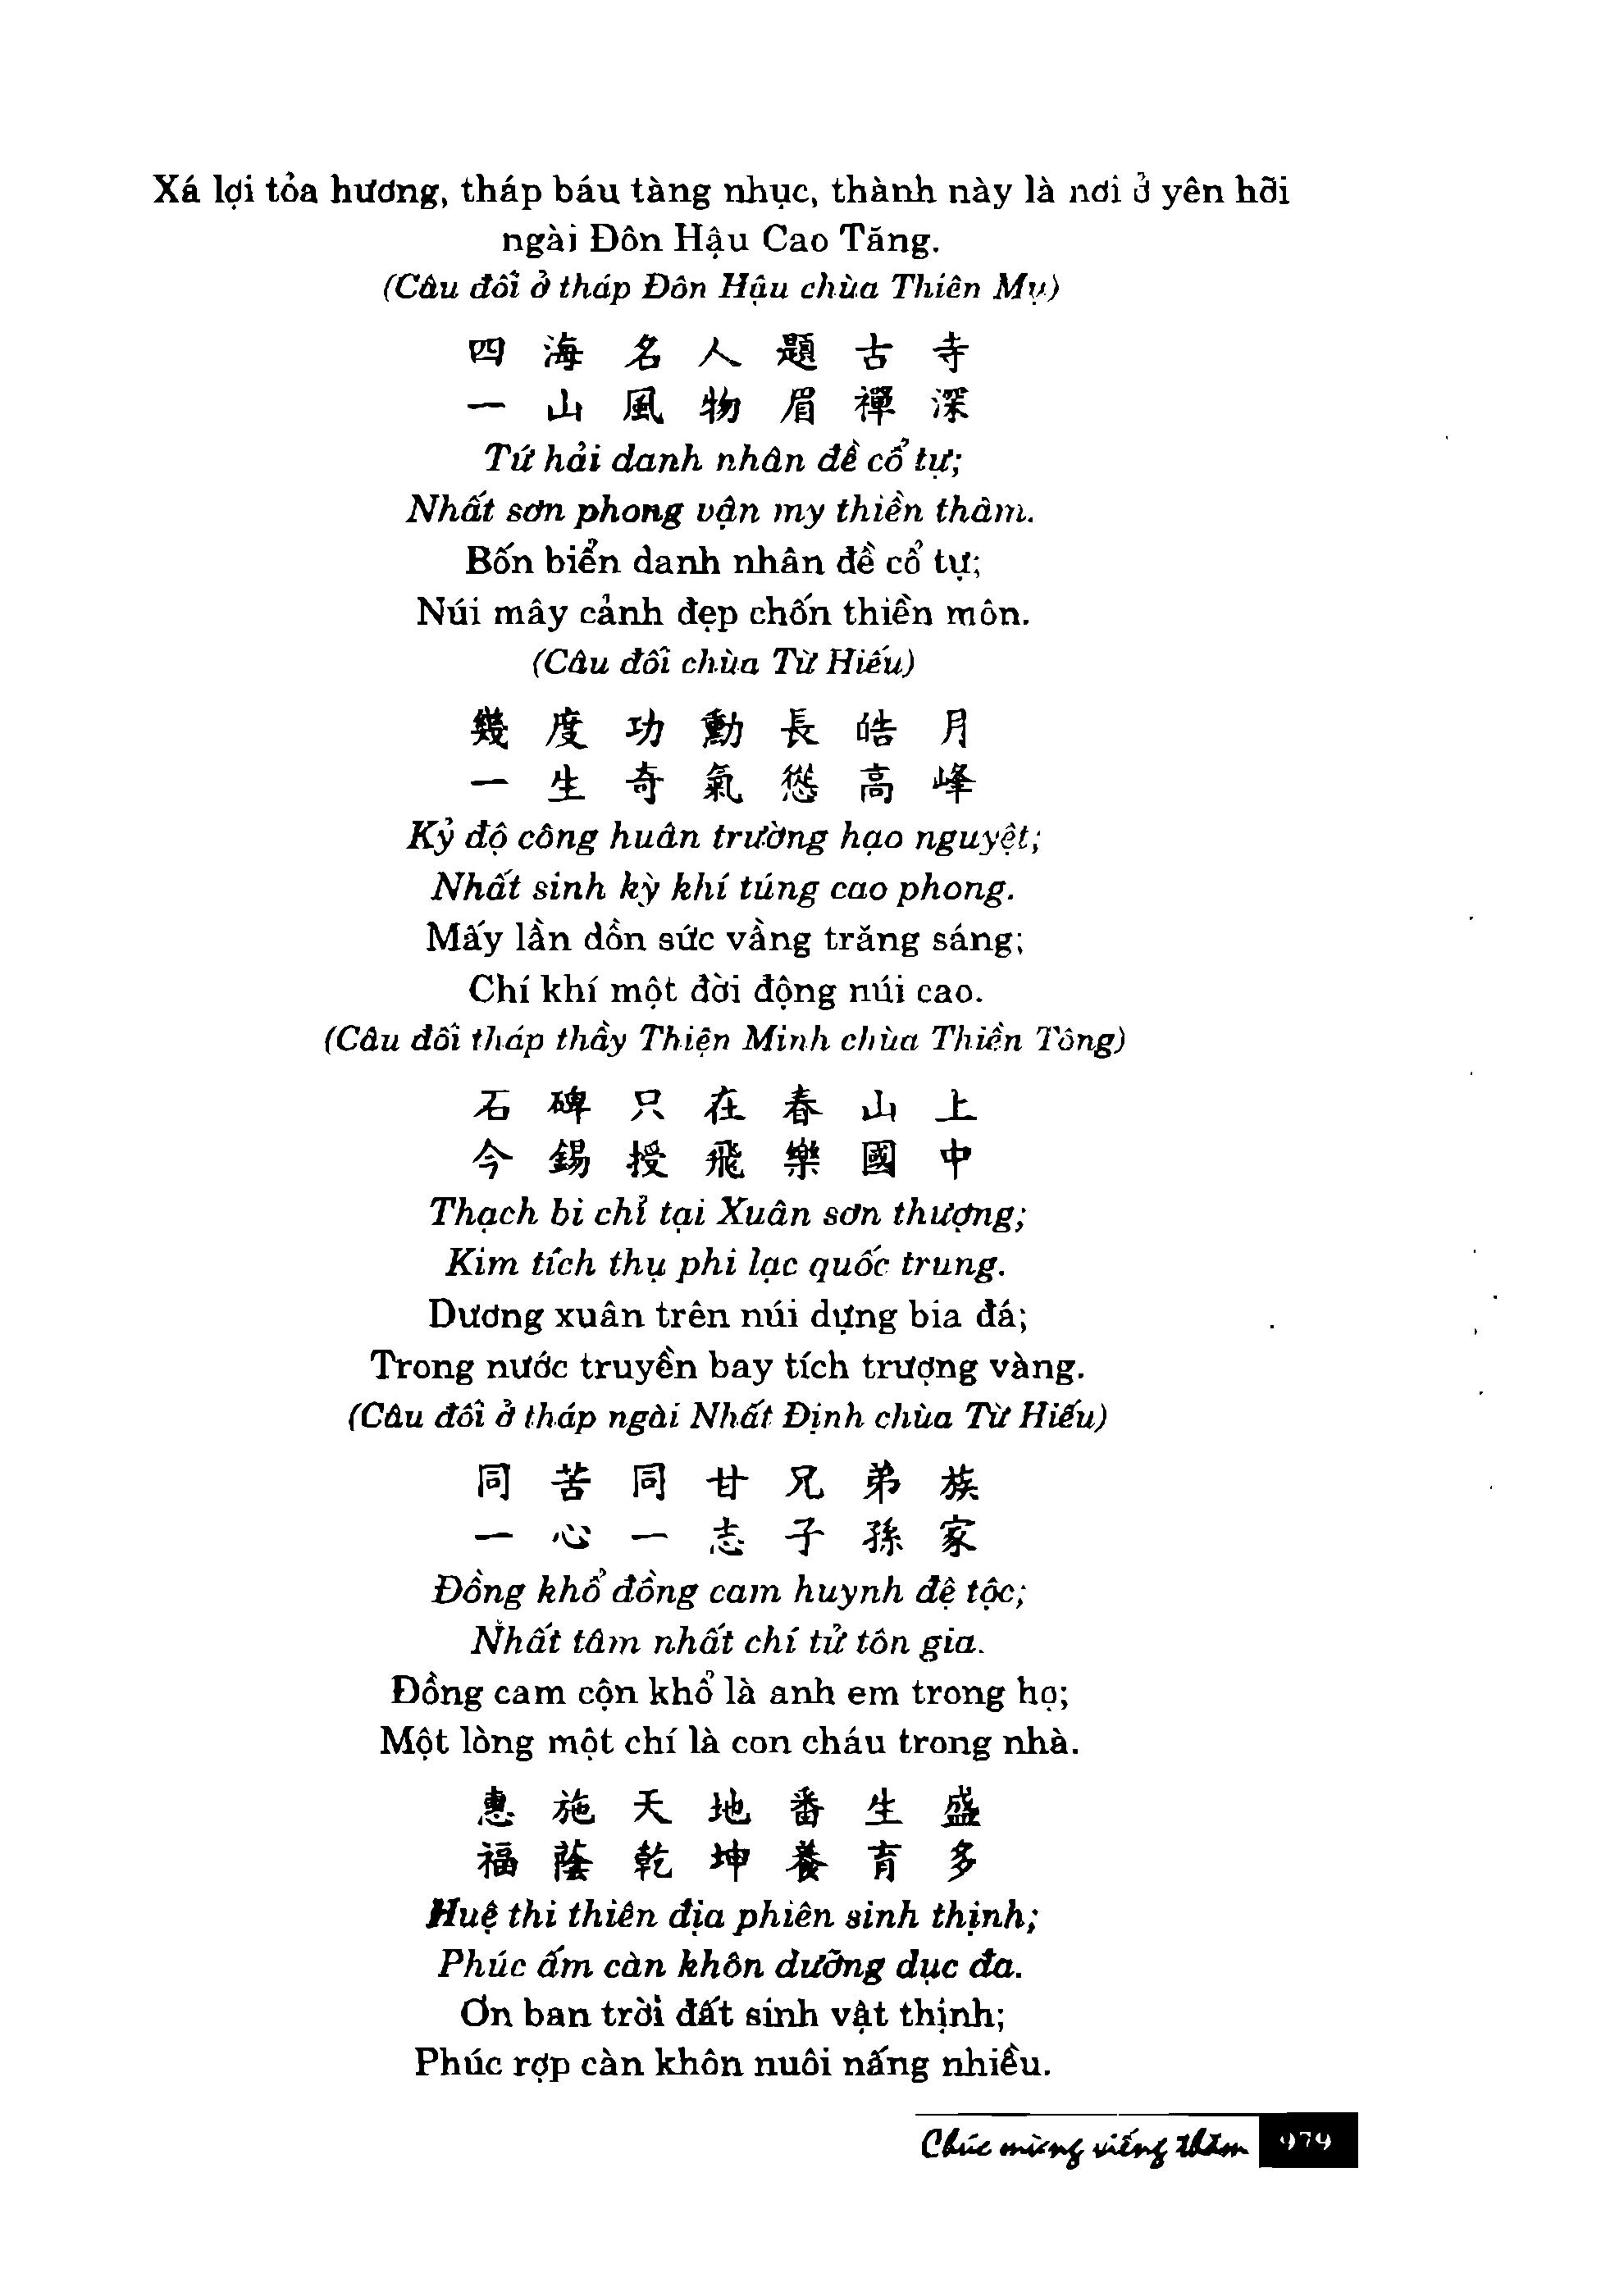 Xá lợi tỏa hương, tháp báu tàng nhục, thành này là nơi ở yên hỡi
ngài Đôn Hậu Cao Tăng.
(Câu đối ở tháp Đôn Hậu chùa Thiên Mụ)
四 海 名 人 題 古 寺
一 山 風 物 眉 禪 深
Tứ hải danh nhân đề cổ tự;
Nhất sơn phong vận my thiền thâm.
Bốn biển danh nhân đề cổ tự;
Núi mây cảnh đẹp chốn thiền môn.
(Câu đối chùa Từ Hiếu)
幾 度 功 勳 長 皓 月
一 生 奇 氣 慫 高 峰
Kỷ độ công huân trường hạo nguyệt;
Nhất sinh kỳ khí túng cao phong.
Mấy lần dồn sức vầng trăng sáng;
Chí khí một đời động núi cao.
(Câu đối tháp thầy Thiện Minh chùa Thiền Tông)
石 碑 只 在 春 山 上
今 錫 授 飛 樂 國 中
Thạch bi chỉ tại Xuân sơn thượng;
Kim tích thụ phi lạc quốc trung.
Dương xuân trên núi dựng bia đá;
Trong nước truyền bay tích trượng vàng.
(Câu đối ở tháp ngài Nhất Định chùa Từ Hiếu)
同 苦 同 甘 兄 弟 族
一 心 一 志 子 孫 家
Đồng khổ đồng cam huynh đệ tộc;
Nhất tâm nhất chí tử tôn gia.
Đồng cam cộn khổ là anh em trong họ;
Một lòng một chí là con cháu trong nhà.
惠 施 天 地 番 生 盛
福 蔭 乾 坤 養 育 多
Huệ thi thiên địa phiên sinh thịnh;
Phúc ấm càn khôn dưỡng dục đa.
Ơn ban trời đất sinh vật thịnh;
Phúc rợp càn khôn nuôi nấng nhiều.
Chúc mừng viếng thăm 979